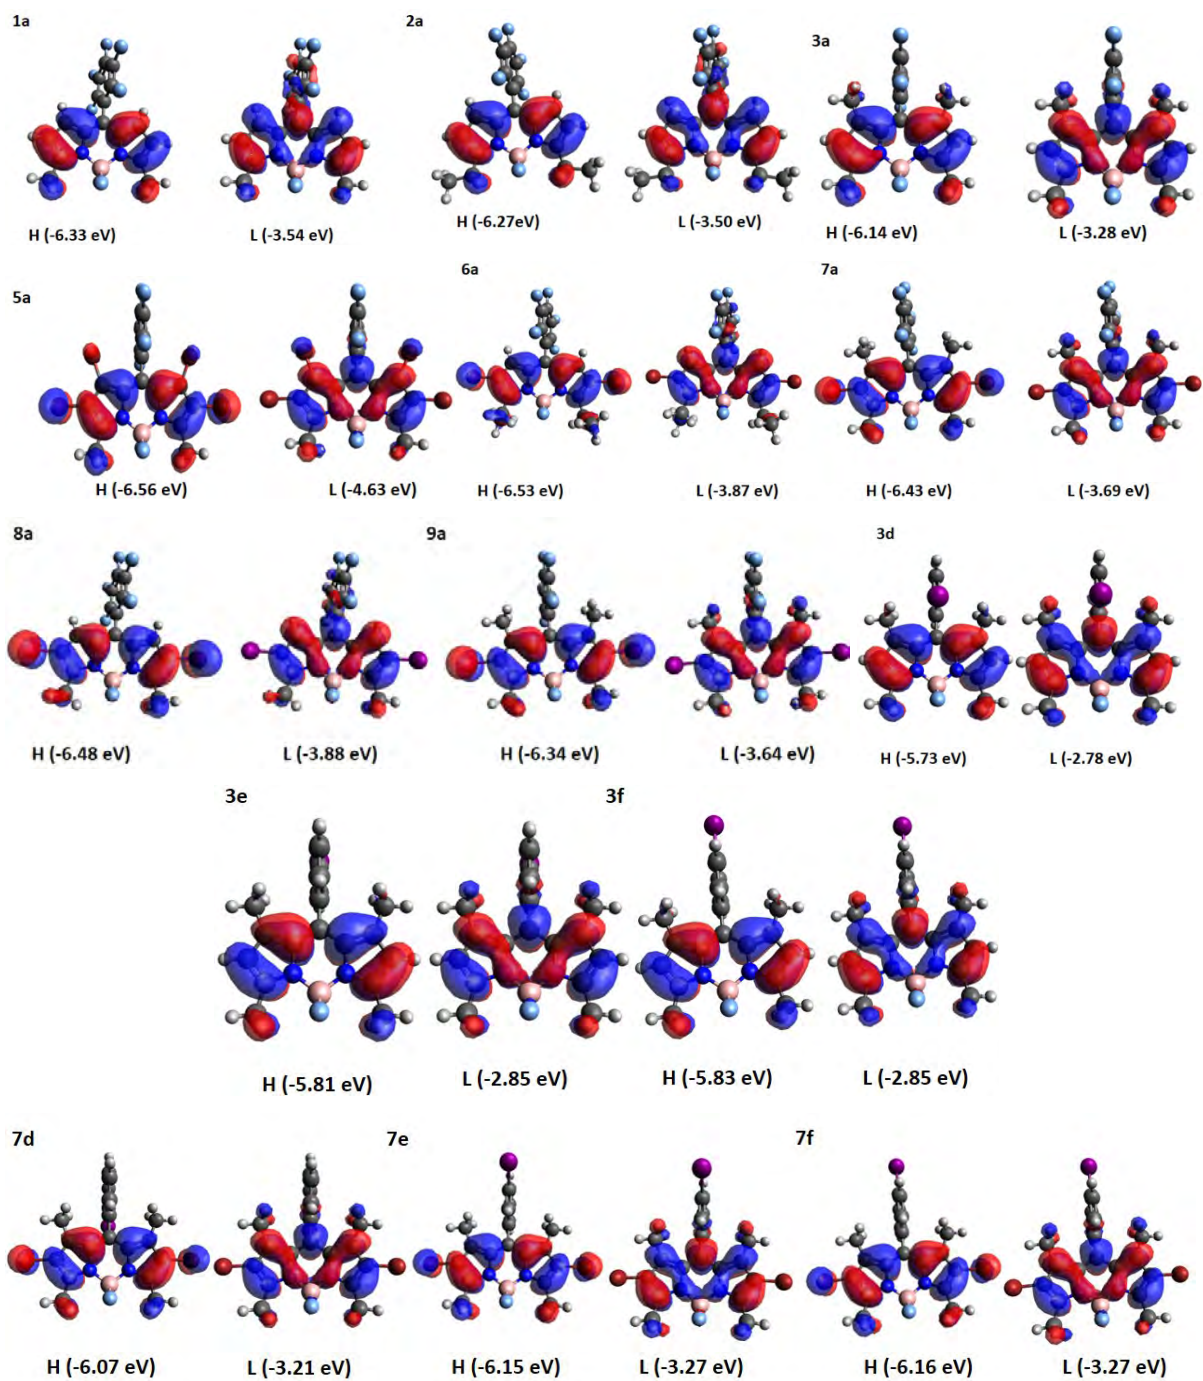 1a
2a
3a
H (-6.33 eV)
L (-3.54 eV)
H (-6.27eV)
L (-3.50 eV)
H (-6.14 eV)
L (-3.28 eV)
5a
6a
7a
H (-6.56 eV)
L (-4.63 eV)
H (-6.53 eV)
L (-3.87 eV)
H (-6.43 eV)
L (-3.69 eV)
8a
9a
3d
H (-6.48 eV)
L (-3.88 eV)
H (-6.34 eV)
L (-3.64 eV)
H (-5.73 eV)
L (-2.78 eV)
3e
3f
H (-5.81 eV)
L (-2.85 eV)
H (-5.83 eV)
L (-2.85 eV)
7d
7e
7f
H (-6.07 eV)
L (-3.21 eV)
H (-6.15 eV)
L (-3.27 eV)
H (-6.16 eV)
L (-3.27 eV)